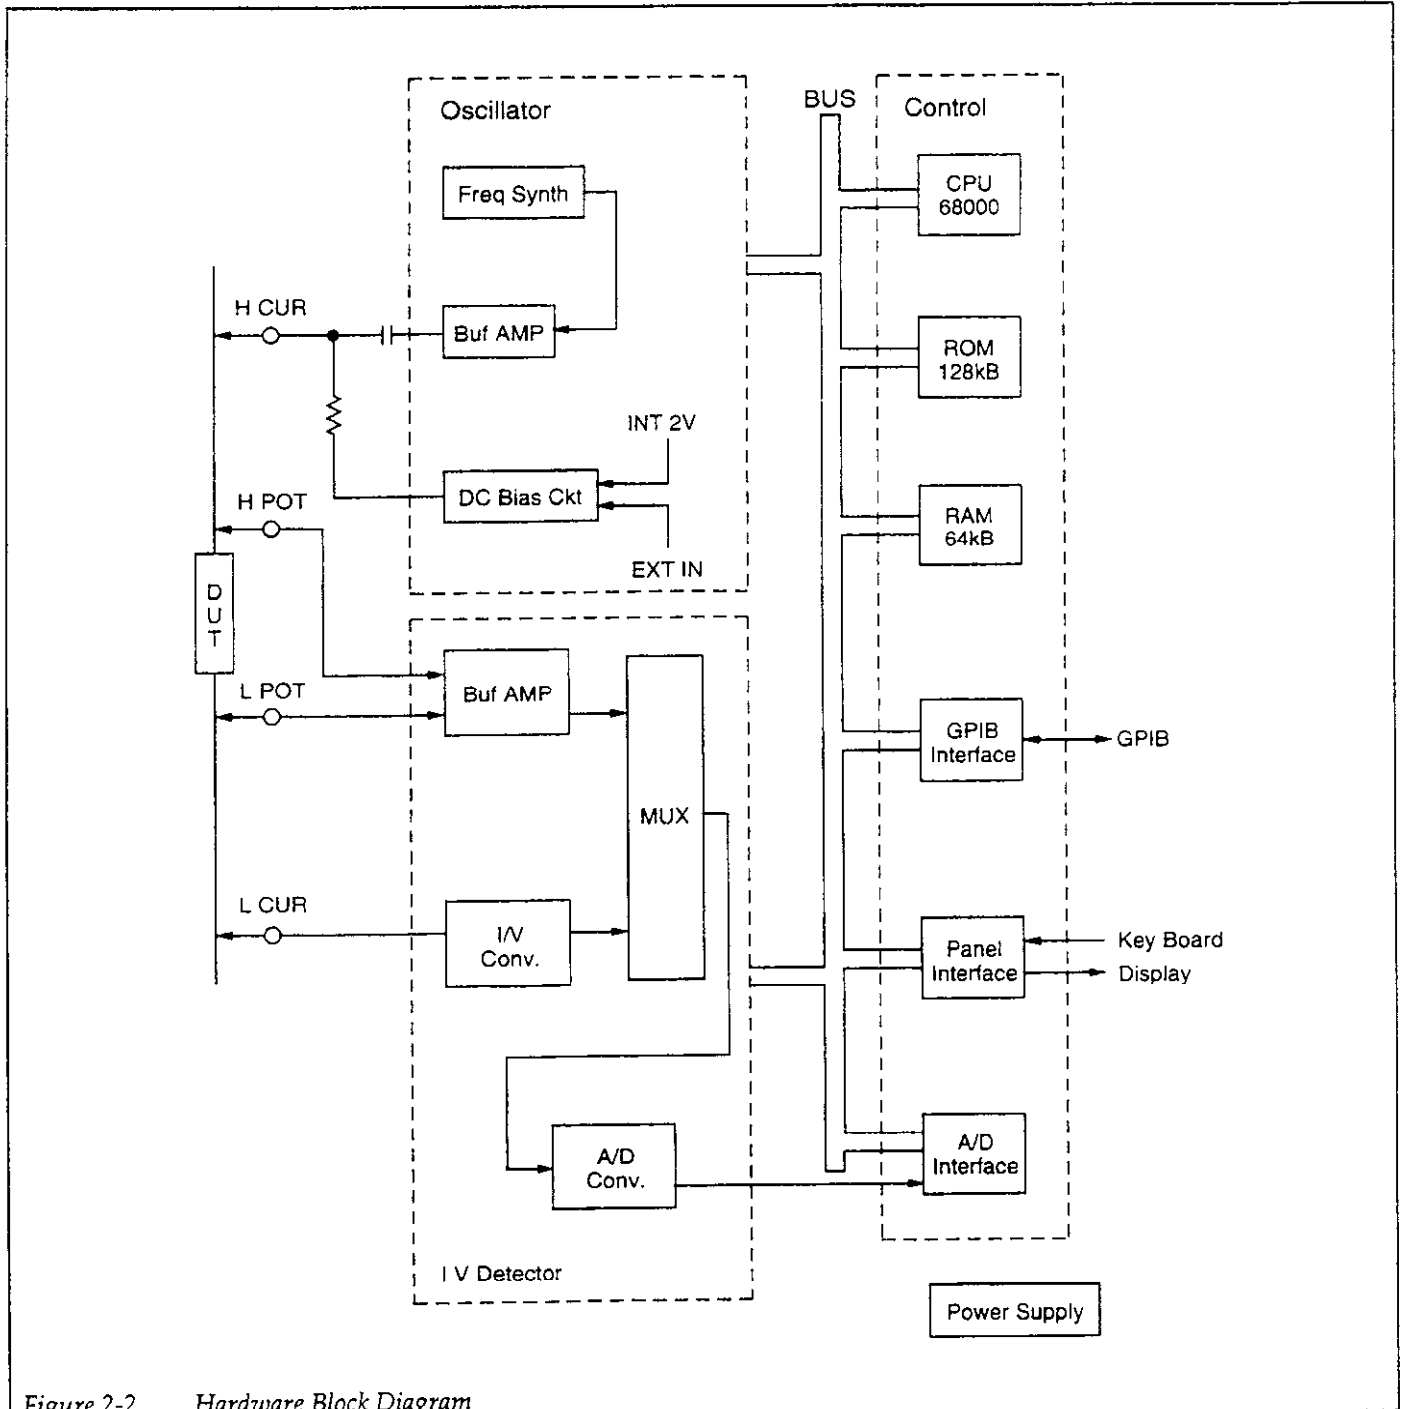 Oscillator
BUS
Control
Freq Synth
CPU
68000
H CUR
Buf AMP
ROM
128kB
INT 2V
H POT
DC Bias Ckt
RAM
64kB
EXT IN
DUT
L POT
Buf AMP
GPIB
Interface
GPIB
MUX
L CUR
I/V
Conv.
Panel
Interface
Key Board
Display
A/D
Conv.
A/D
Interface
I V Detector
Power Supply
Figure 2-2 Hardware Block Diagram